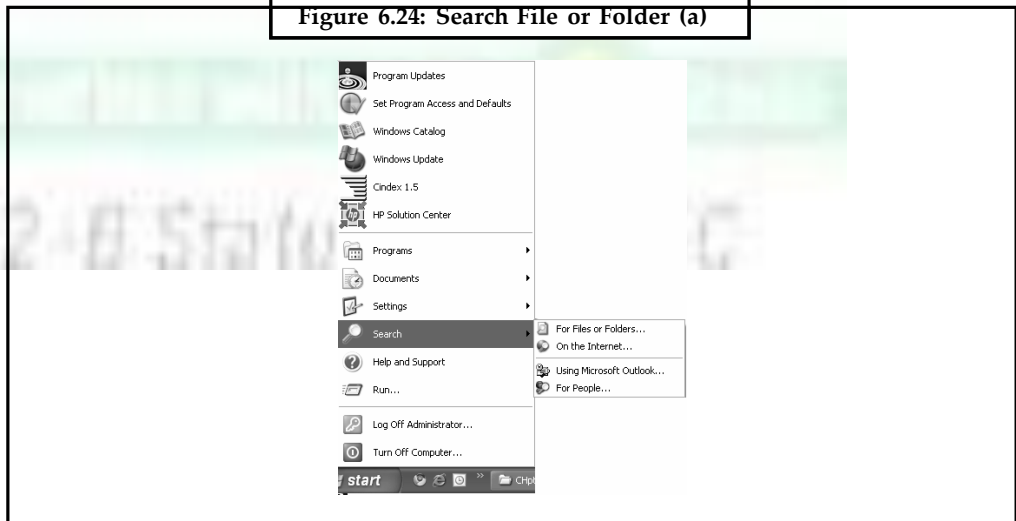 Figure 6.24: Search File or Folder (a)
Program Updates
Set Program Access and Defaults
Windows Catalog
Windows Update
Cindex 1.5
HP Solution Center
Programs
Documents
Settings
Search
For Files or Folders...
On the Internet...
Using Microsoft Outlook...
For People...
Help and Support
Run...
Log Off Administrator...
Turn Off Computer...
start